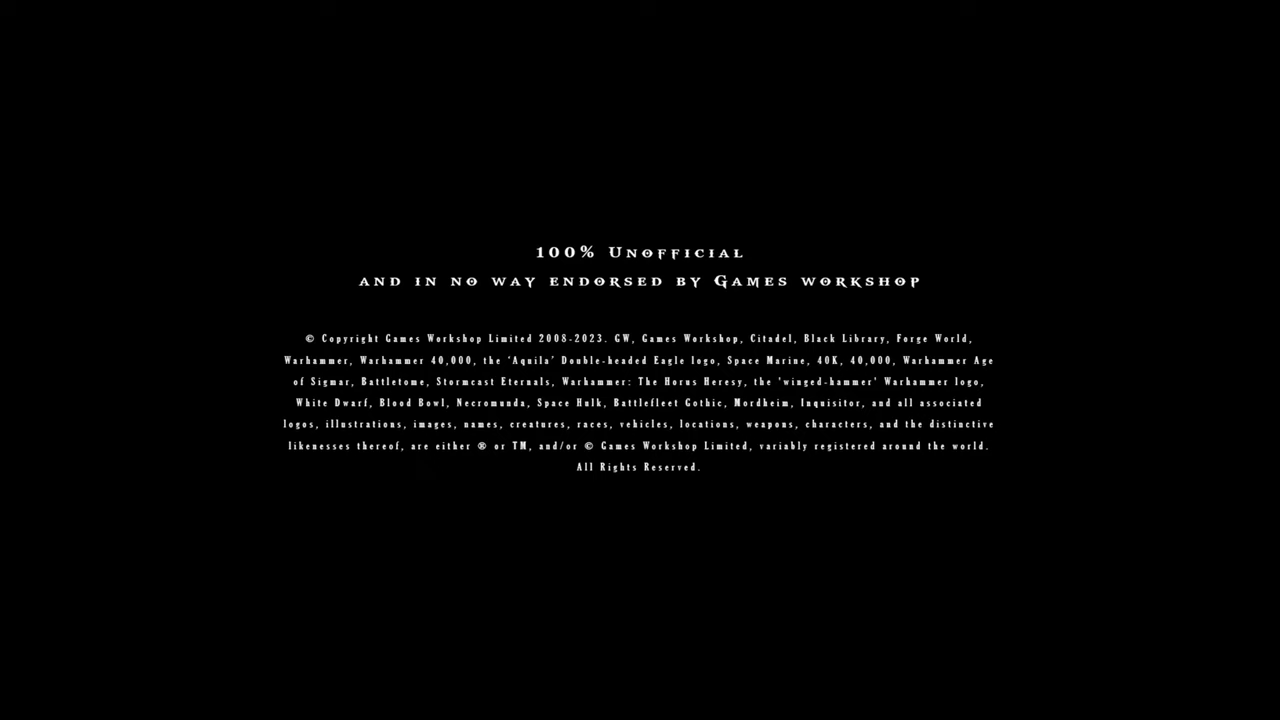 100% Unofficial
and in no way endorsed by Games workshop
© Copyright Games Workshop Limited 2008-2023. GW, Games Workshop, Citadel, Black Library, Forge World,
Warhammer, Warhammer 40,000, the ‘Aquila’ Double-headed Eagle logo, Space Marine, 40K, 40,000, Warhammer Age
of Sigmar, Battletome, Stormcast Eternals, Warhammer: The Horus Heresy, the 'winged-hammer' Warhammer logo,
White Dwarf, Blood Bowl, Necromunda, Space Hulk, Battlefleet Gothic, Mordheim, Inquisitor, and all associated
logos, illustrations, images, names, creatures, races, vehicles, locations, weapons, characters, and the distinctive
likenesses thereof, are either ® or TM, and/or © Games Workshop Limited, variably registered around the world.
All Rights Reserved.